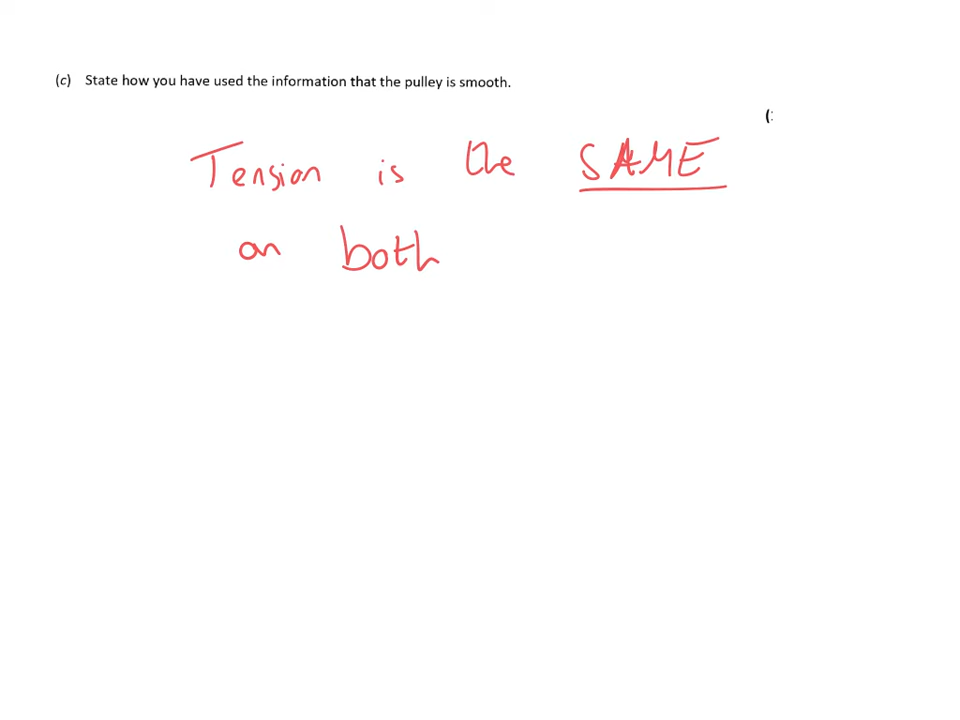 (c) State how you have used the information that the pulley is smooth.
(
Tension is the SAME
on both